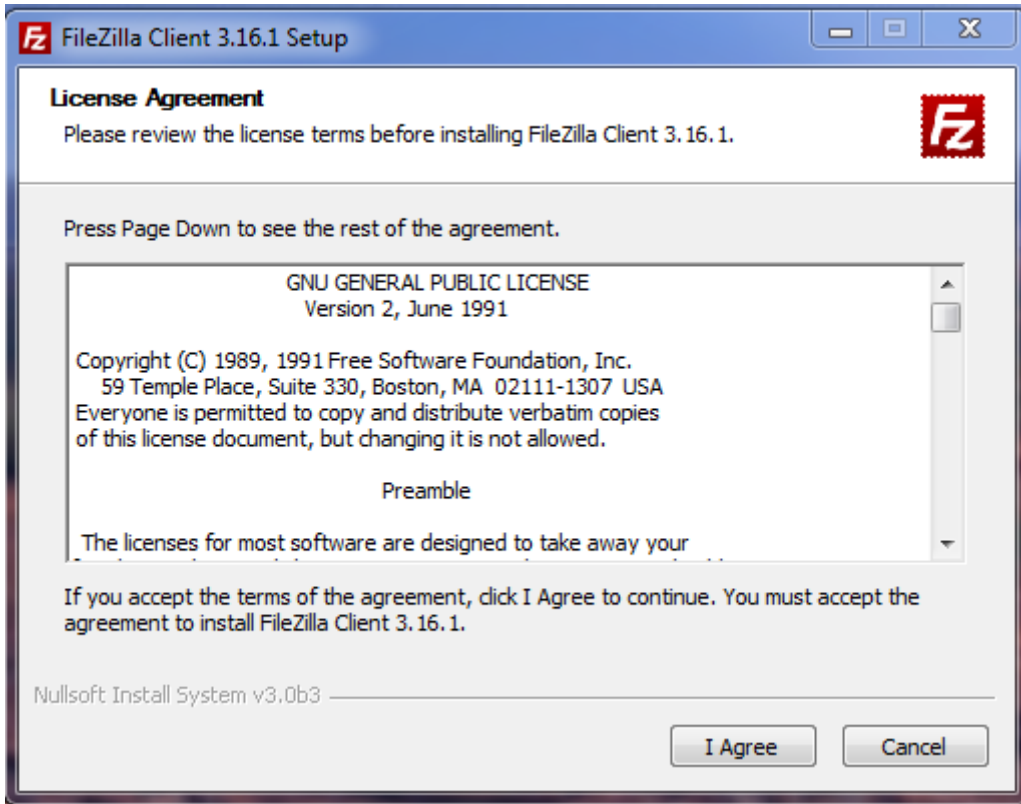 FileZilla Client 3.16.1 Setup
License Agreement
Please review the license terms before installing FileZilla Client 3.16.1.
Fz
Press Page Down to see the rest of the agreement.
GNU GENERAL PUBLIC LICENSE
Version 2, June 1991
Copyright (C) 1989, 1991 Free Software Foundation, Inc.
59 Temple Place, Suite 330, Boston, MA 02111-1307 USA
Everyone is permitted to copy and distribute verbatim copies
of this license document, but changing it is not allowed.
Preamble
The licenses for most software are designed to take away your
If you accept the terms of the agreement, click I Agree to continue. You must accept the
agreement to install FileZilla Client 3.16.1.
Nullsoft Install System v3.0b3
I Agree
Cancel